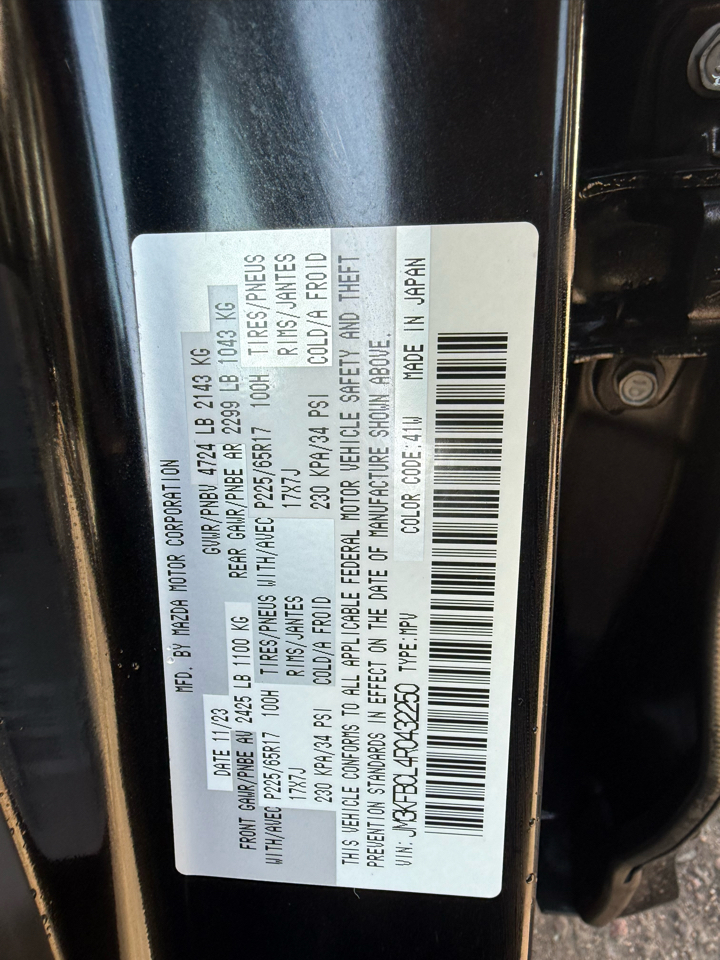 MFD. BY MAZDA MOTOR CORPORATION
DATE 11/23 GVWR/PNBV 4724 LB 2143 KG
FRONT GAWR/PNBE AV 2425 LB 1100 KG REAR GAWR/PNBE AR 2299 LB 1043 KG
WITH/AVEC P225/65R17 100H TIRES/PNEUS WITH/AVEC P225/65R17 100H TIRES/PNEUS
17X7J RIMS/JANTES 17X7J RIMS/JANTES
230 KPA/34 PSI COLD/A FROID 230 KPA/34 PSI COLD/A FROID
THIS VEHICLE CONFORMS TO ALL APPLICABLE FEDERAL MOTOR VEHICLE SAFETY AND THEFT
PREVENTION STANDARDS IN EFFECT ON THE DATE OF MANUFACTURE SHOWN ABOVE.
VIN: JM3KFBCL4R0432250 TYPE:MPV COLOR CODE:41W MADE IN JAPAN